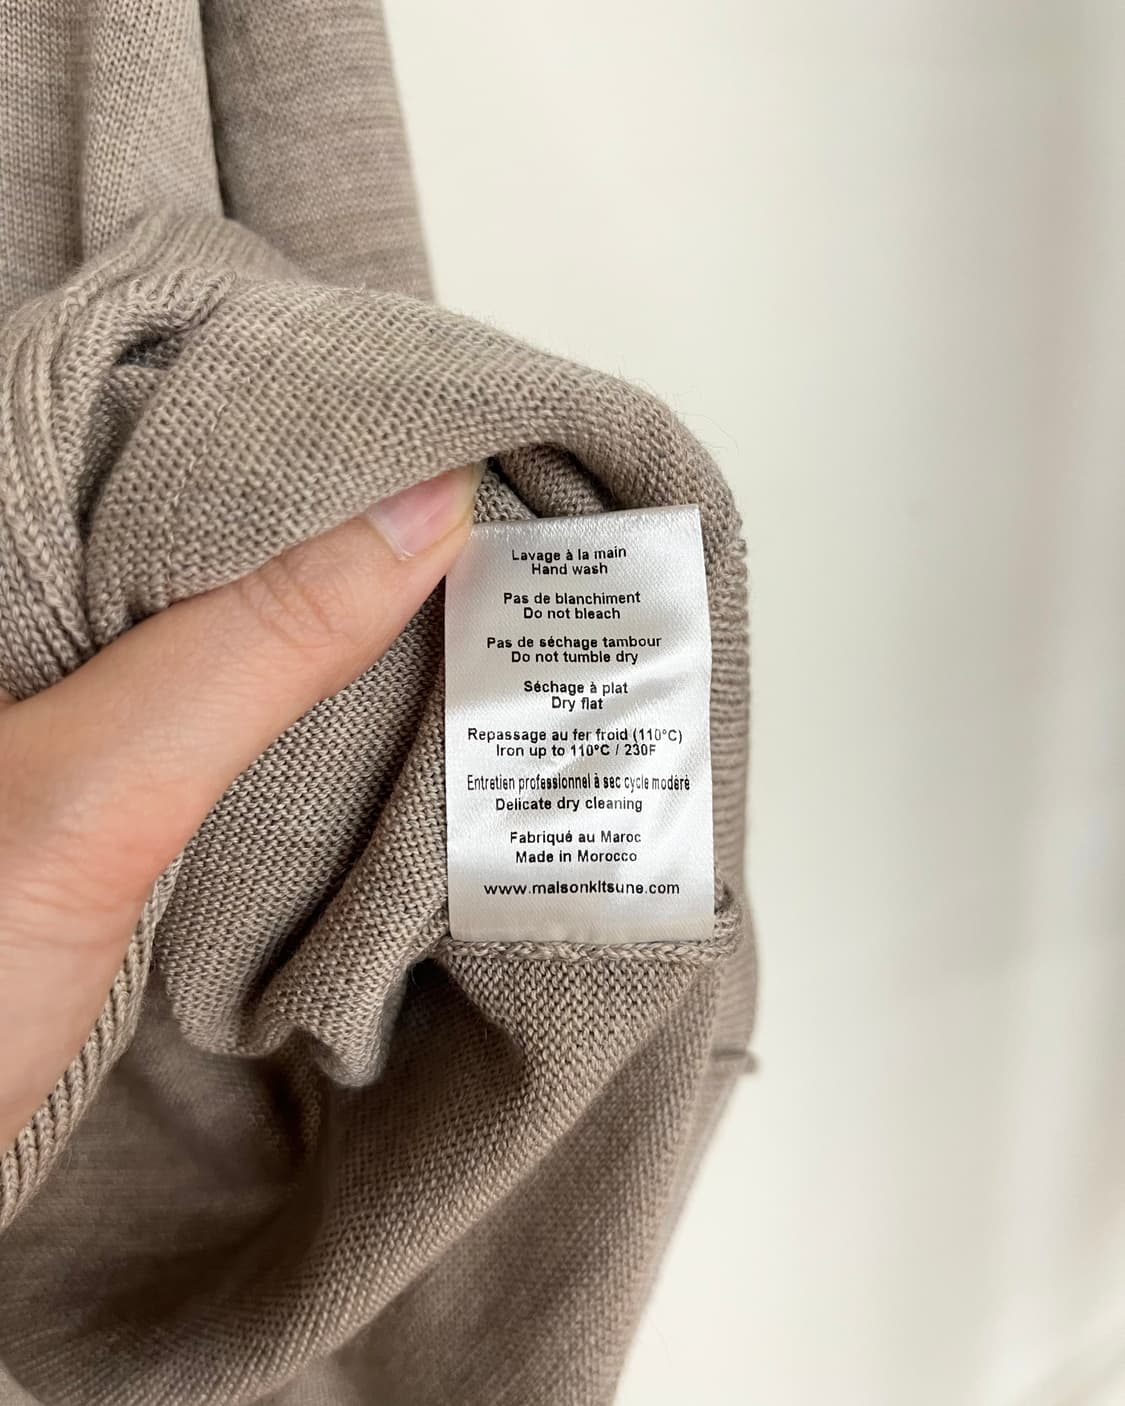 Lavage à la main
Hand wash
Pas de blanchiment
Do not bleach
Pas de séchage tambour
Do not tumble dry
Séchage à plat
Dry flat
Repassage au fer froid (110°C)
Iron up to 110°C / 230F
Entretien professionnel à sec cycle modéré
Delicate dry cleaning
Fabriqué au Maroc
Made in Morocco
www.maisonkitsune.com